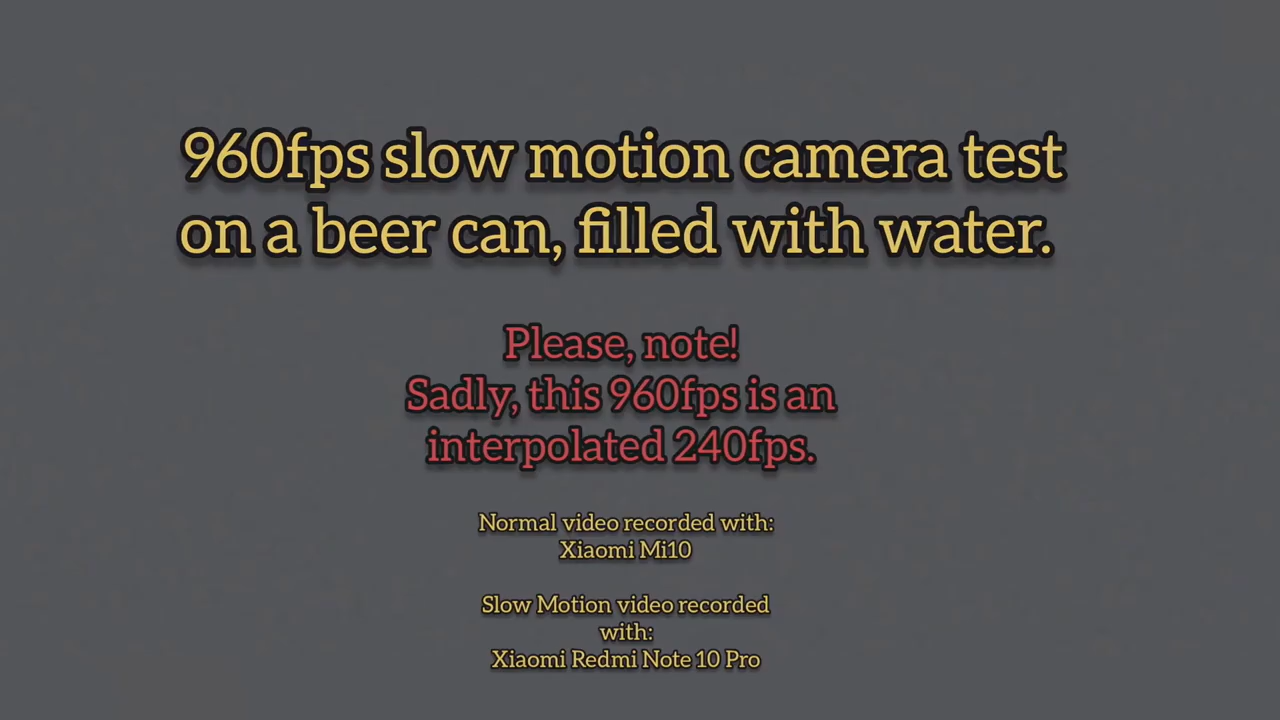 960fps slow motion camera test
on a beer can, filled with water.
Please, note!
Sadly, this 960fps is an
interpolated 240fps.
Normal video recorded with:
Xiaomi Mi10
Slow Motion video recorded
with:
Xiaomi Redmi Note 10 Pro